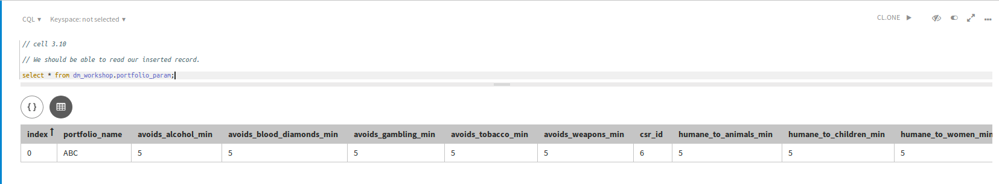 CQL ▾ Keyspace: not selected ▾ CL.ONE
// cell 3.10
// We should be able to read our inserted record.
select * from dm_workshop.portfolio_param;
{ }
index portfolio_name avoids_alcohol_min avoids_blood_diamonds_min avoids_gambling_min avoids_tobacco_min avoids_weapons_min csr_id humane_to_animals_min humane_to_children_min humane_to_women_min
0 ABC 5 5 5 5 5 6 5 5 5